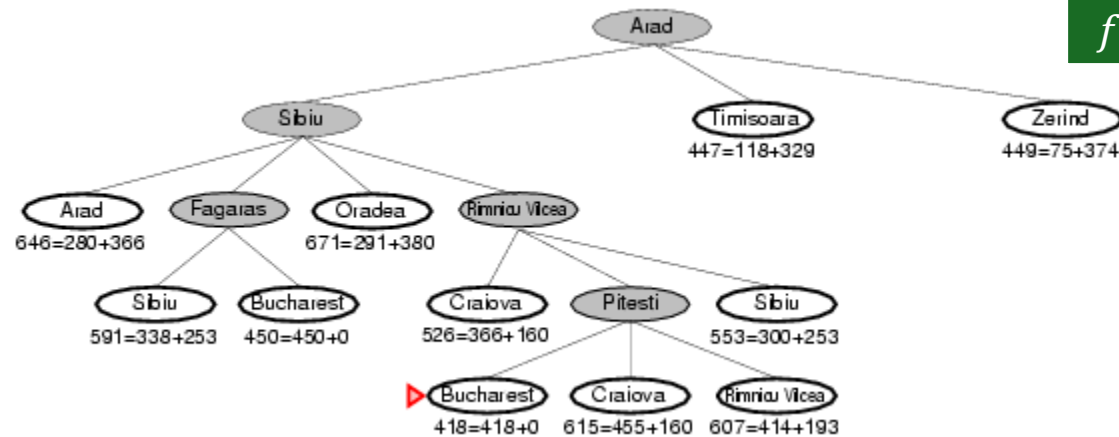 f
Arad
Sibiu Timisoara Zerind
447=118+329 449=75+374
Arad Fagaras Oradea Rimnicu Vilcea
646=280+366 671=291+380
Sibiu Bucharest Craiova Pitesti Sibiu
591=338+253 450=450+0 526=366+160 553=300+253
Bucharest Craiova Rimnicu Vilcea
418=418+0 615=455+160 607=414+193